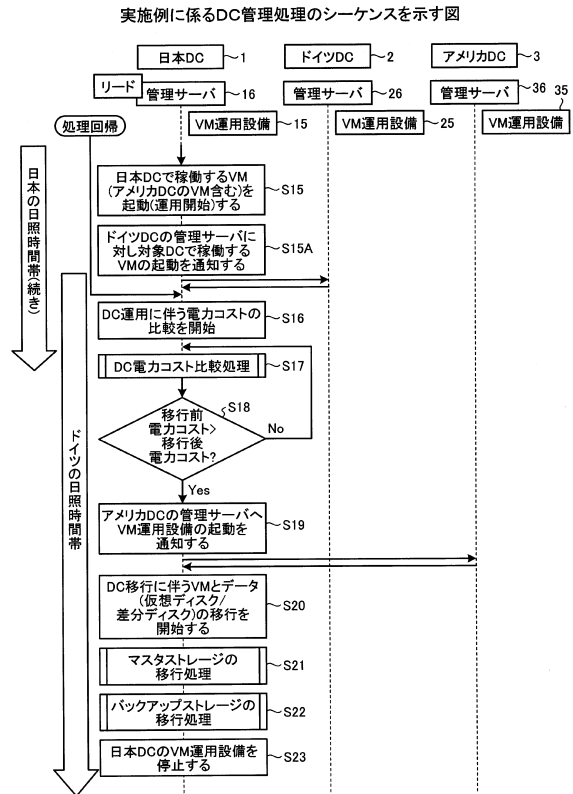 実施例に係るDC管理処理のシーケンスを示す図
日本DC
1
ドイツDC
2
アメリカDC
3
リード
管理サーバ
16
管理サーバ
26
管理サーバ
36
35
処理回帰
VM運用設備
15
VM運用設備
25
VM運用設備
日本の日照時間帯(続き)
日本DCで稼働するVM
(アメリカDCのVM含む)を
起動(運用開始)する
S15
ドイツDCの管理サーバに
対し対象DCで稼働する
VMの起動を通知する
S15A
DC運用に伴う電力コストの
比較を開始
S16
DC電力コスト比較処理
S17
S18
移行前
電力コスト>
移行後
電力コスト?
No
Yes
ドイツの日照時間帯
アメリカDCの管理サーバへ
VM運用設備の起動を
通知する
S19
DC移行に伴うVMとデータ
(仮想ディスク/
差分ディスク)の移行を
開始する
S20
マスタストレージの
移行処理
S21
バックアップストレージの
移行処理
S22
日本DCのVM運用設備を
停止する
S23